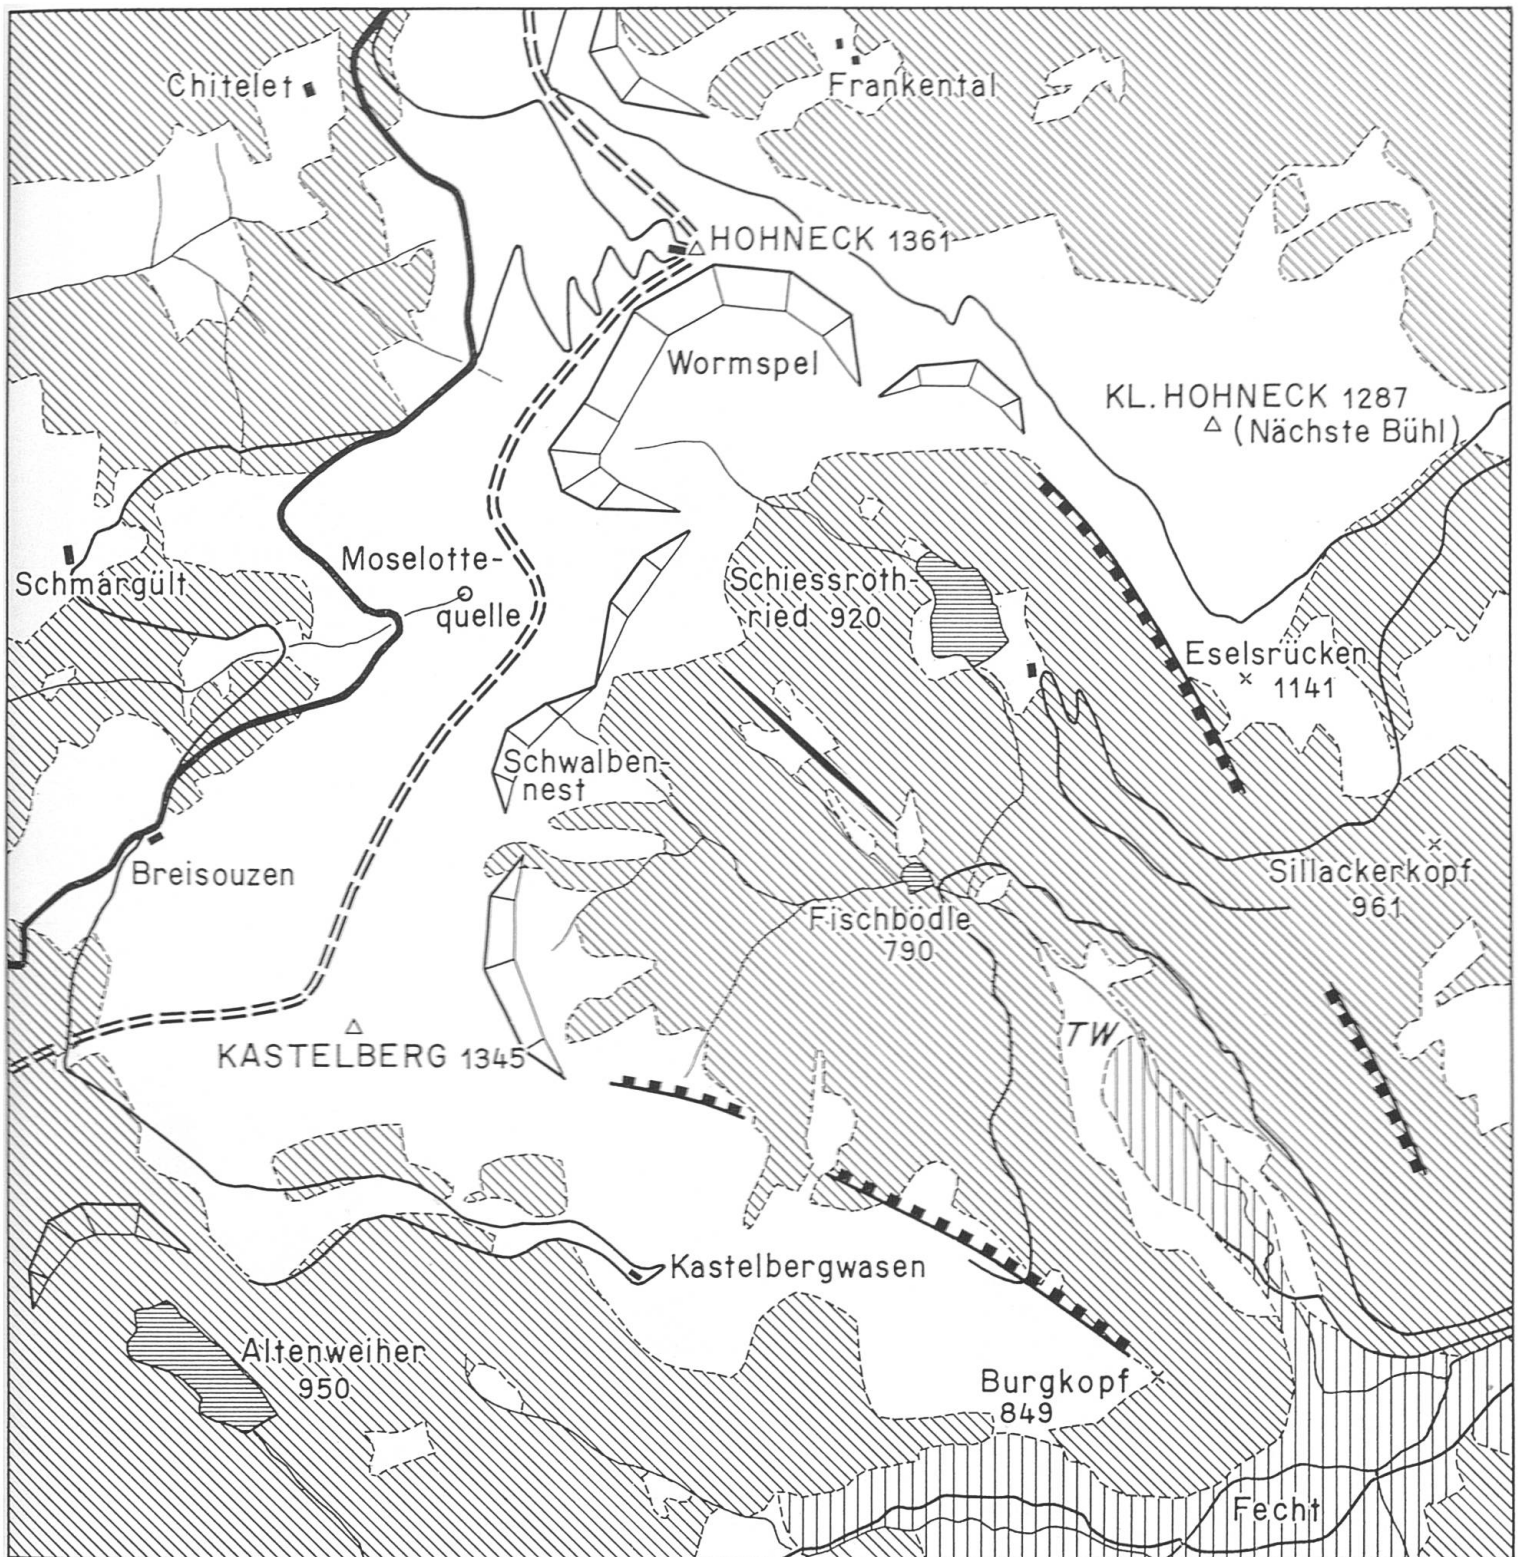 Chitelet
Frankental
HOHNECK 1361
Wormspel
KL. HOHNECK 1287
(Nächste Bühl)
Moselotte-
quelle
Schmargült
Schiessroth-
ried 920
Eselsrücken
1141
Schwalben-
nest
Breisouzen
Sillackerkopf
961
Fischbödle
790
TW
KASTELBERG 1345
Kastelbergwasen
Altenweiher
950
Burgkopf
849
Fecht